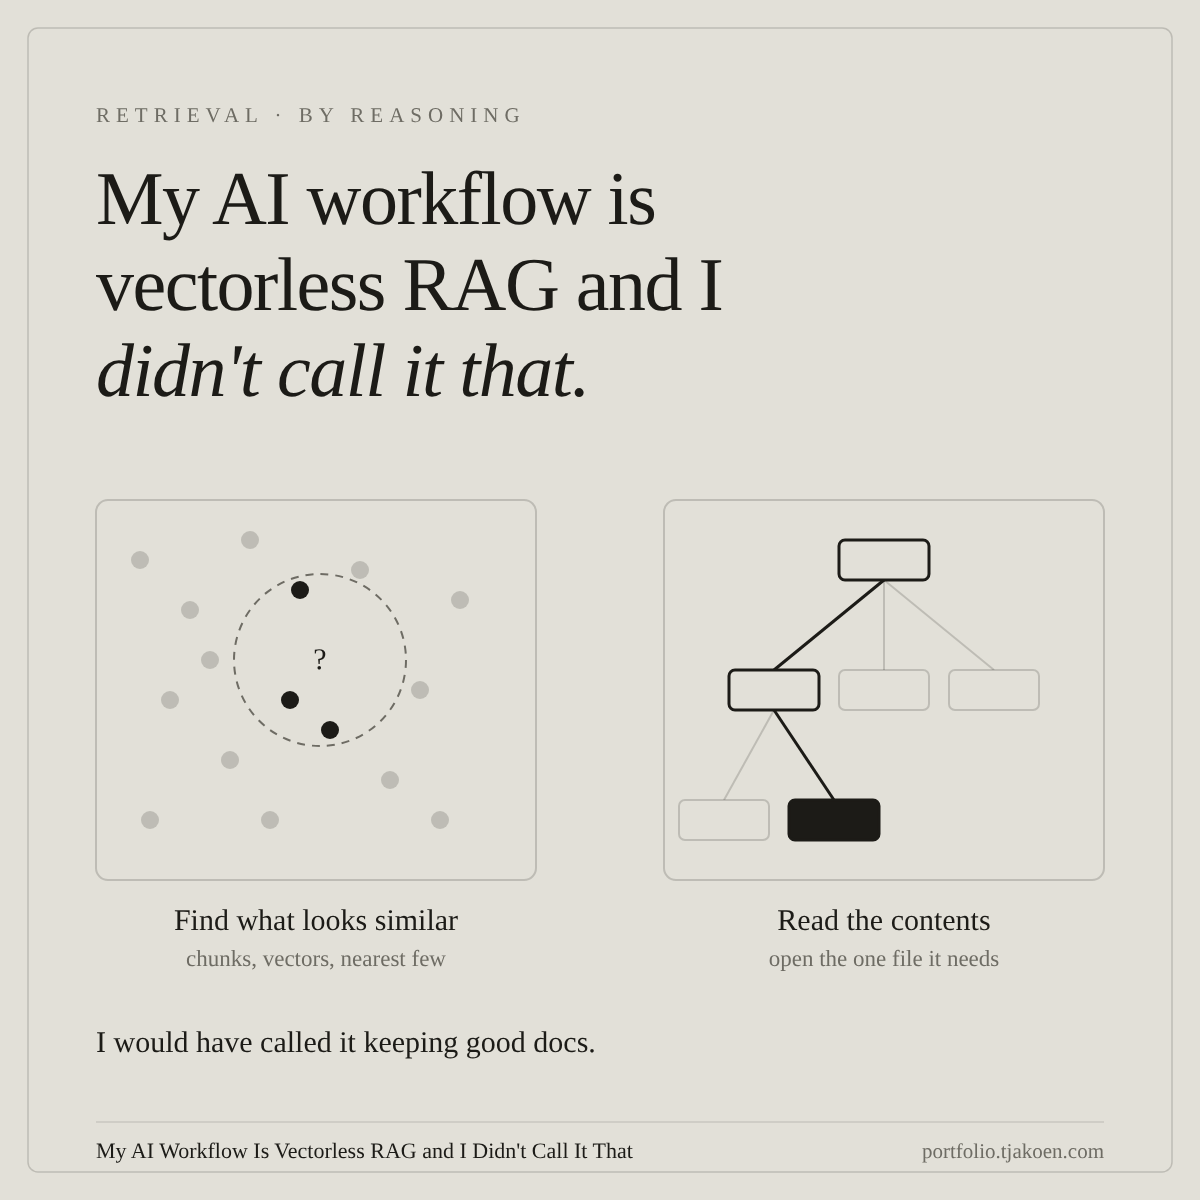 RETRIEVAL · BY REASONING
My AI workflow is
vectorless RAG and I
didn't call it that.
?
Find what looks similar
chunks, vectors, nearest few
Read the contents
open the one file it needs
I would have called it keeping good docs.
My AI Workflow Is Vectorless RAG and I Didn't Call It That
portfolio.tjakoen.com